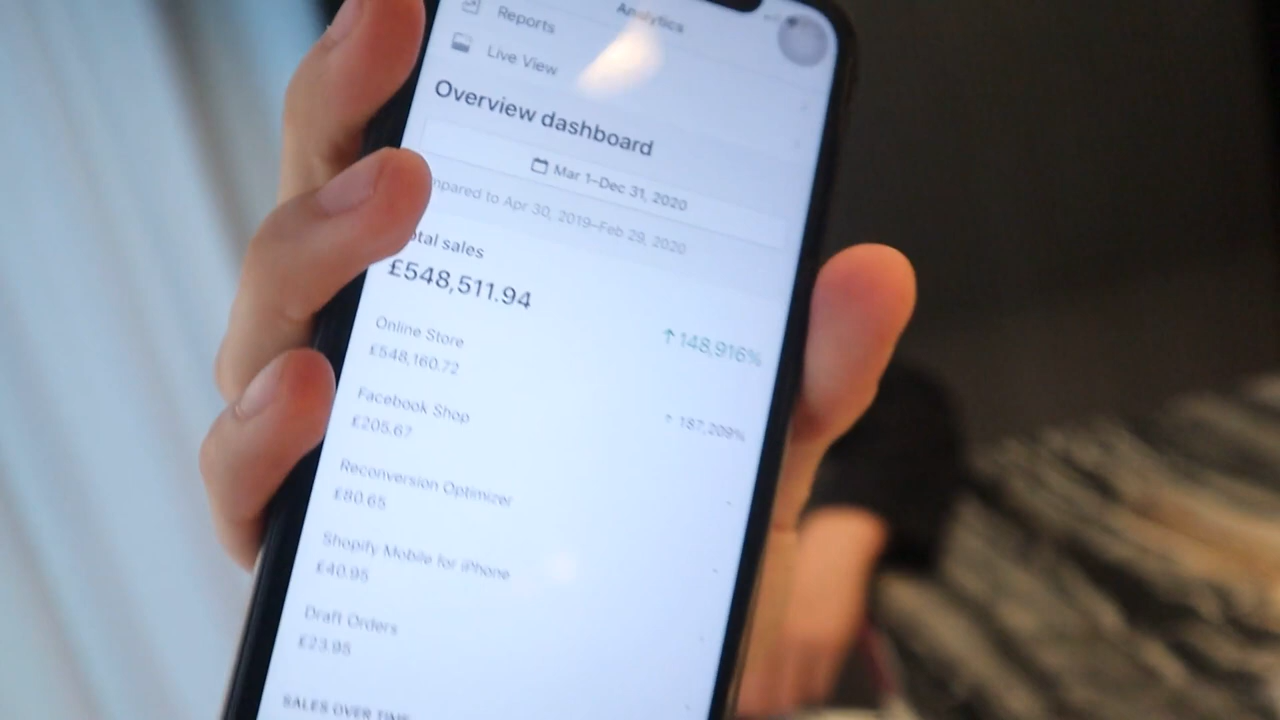 Analytics
Reports
Live View
Overview dashboard
Mar 1–Dec 31, 2020
mpared to Apr 30, 2019–Feb 29, 2020
otal sales
£548,511.94
↑ 148,916%
Online Store
£548,160.72
↑ 187,209%
Facebook Shop
£205.67
Reconversion Optimizer
£80.65
-
Shopify Mobile for iPhone
£40.95
-
Draft Orders
£23.95
-
SALES OVER TIME